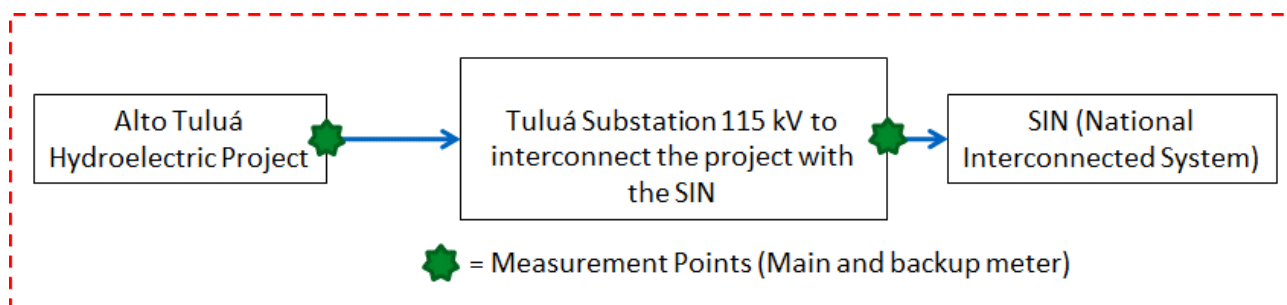 Alto Tuluá
Hydroelectric Project
Tuluá Substation 115 kV to
interconnect the project with
the SIN
SIN (National
Interconnected System)
= Measurement Points (Main and backup meter)